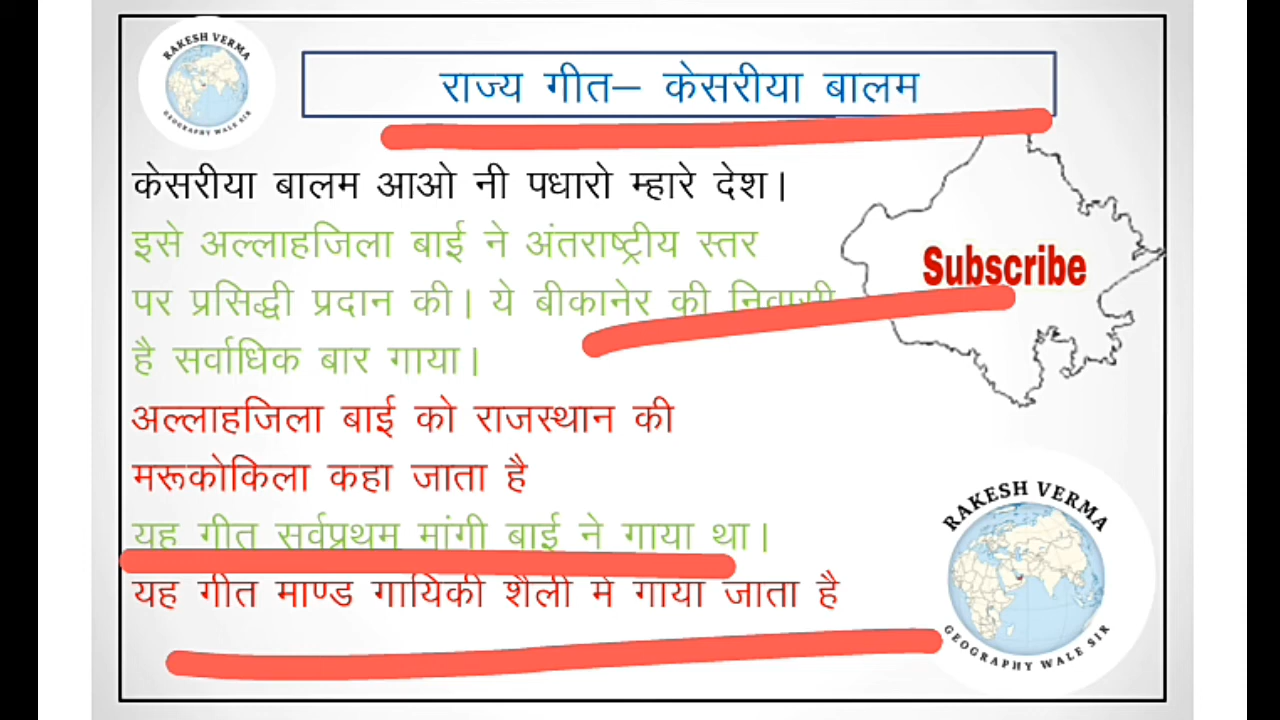 RAKESH VERMA
GEOGRAPHY WALE SIR
राज्य गीत– केसरीया बालम
केसरीया बालम आओ नी पधारो म्हारे देश।
इसे अल्लाहजिला बाई ने अंतराष्ट्रीय स्तर
पर प्रसिद्धी प्रदान की। ये बीकानेर की निवासी
है सर्वाधिक बार गाया।
Subscribe
अल्लाहजिला बाई को राजस्थान की
मरूकोकिला कहा जाता है
यह गीत सर्वप्रथम मांगी बाई ने गाया था।
यह गीत माण्ड गायिकी शैली में गाया जाता है
RAKESH VERMA
GEOGRAPHY WALE SIR